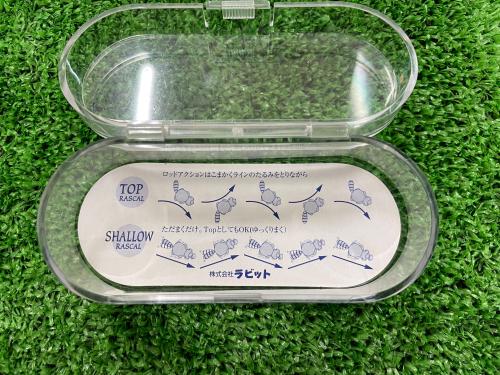 ロッドアクションはこまかくラインのたるみをとりながら
TOP
RASCAL
ただまくだけ。TopとしてもOK(ゆっくりまく)
SHALLOW
RASCAL
株式会社ラビット